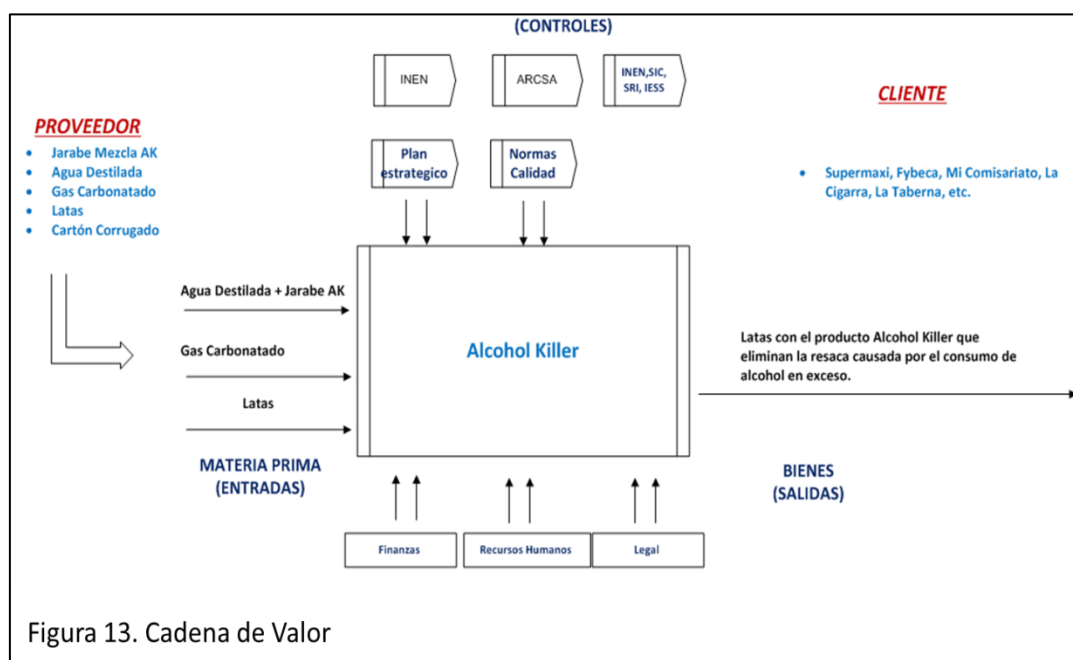 (CONTROLES)
INEN
ARCSA
INEN,SIC,
SRI, IESS
CLIENTE
PROVEEDOR
• Jarabe Mezcla AK
• Agua Destilada
• Gas Carbonatado
• Latas
• Cartón Corrugado
Plan
estrategico
Normas
Calidad
• Supermaxi, Fybeca, Mi Comisariato, La
Cigarra, La Taberna, etc.
Agua Destilada + Jarabe AK
Gas Carbonatado
Latas
Alcohol Killer
Latas con el producto Alcohol Killer que
eliminan la resaca causada por el consumo de
alcohol en exceso.
MATERIA PRIMA
(ENTRADAS)
BIENES
(SALIDAS)
Finanzas
Recursos Humanos
Legal
Figura 13. Cadena de Valor